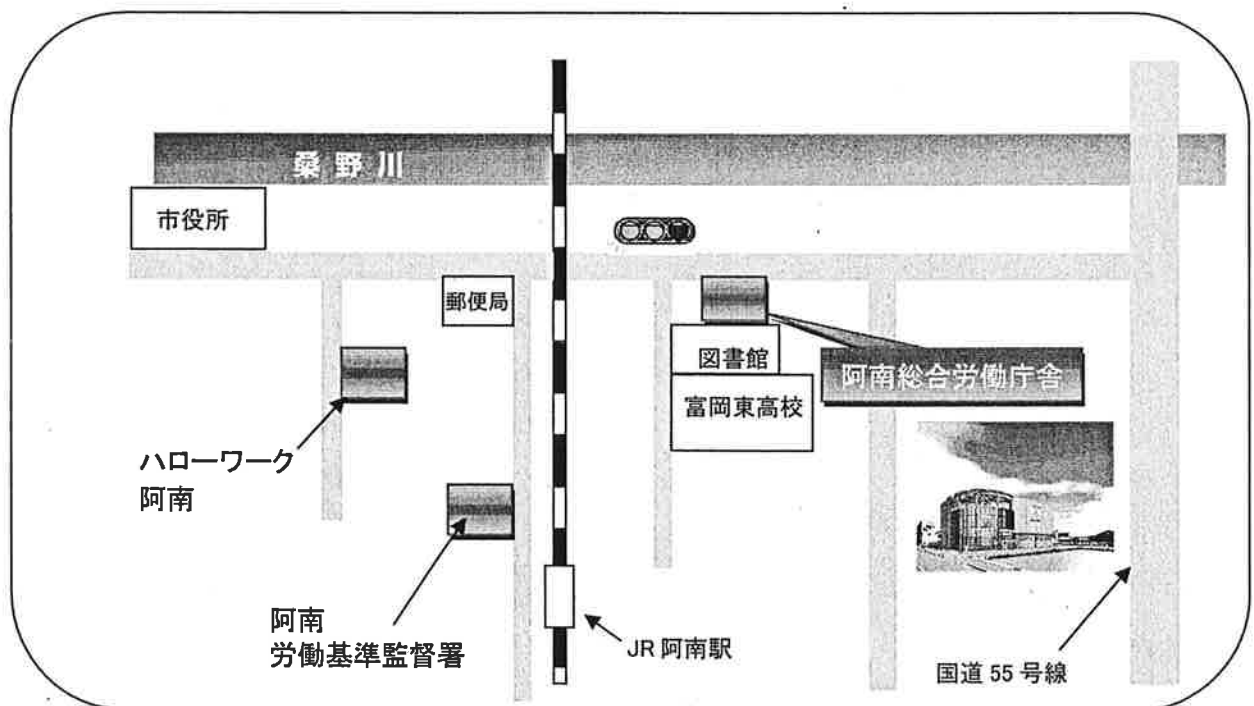 桑野川
市役所
郵便局
図書館
阿南総合労働庁舎
富岡東高校
ハローワーク
阿南
阿南
労働基準監督署
JR 阿南駅
国道 55 号線